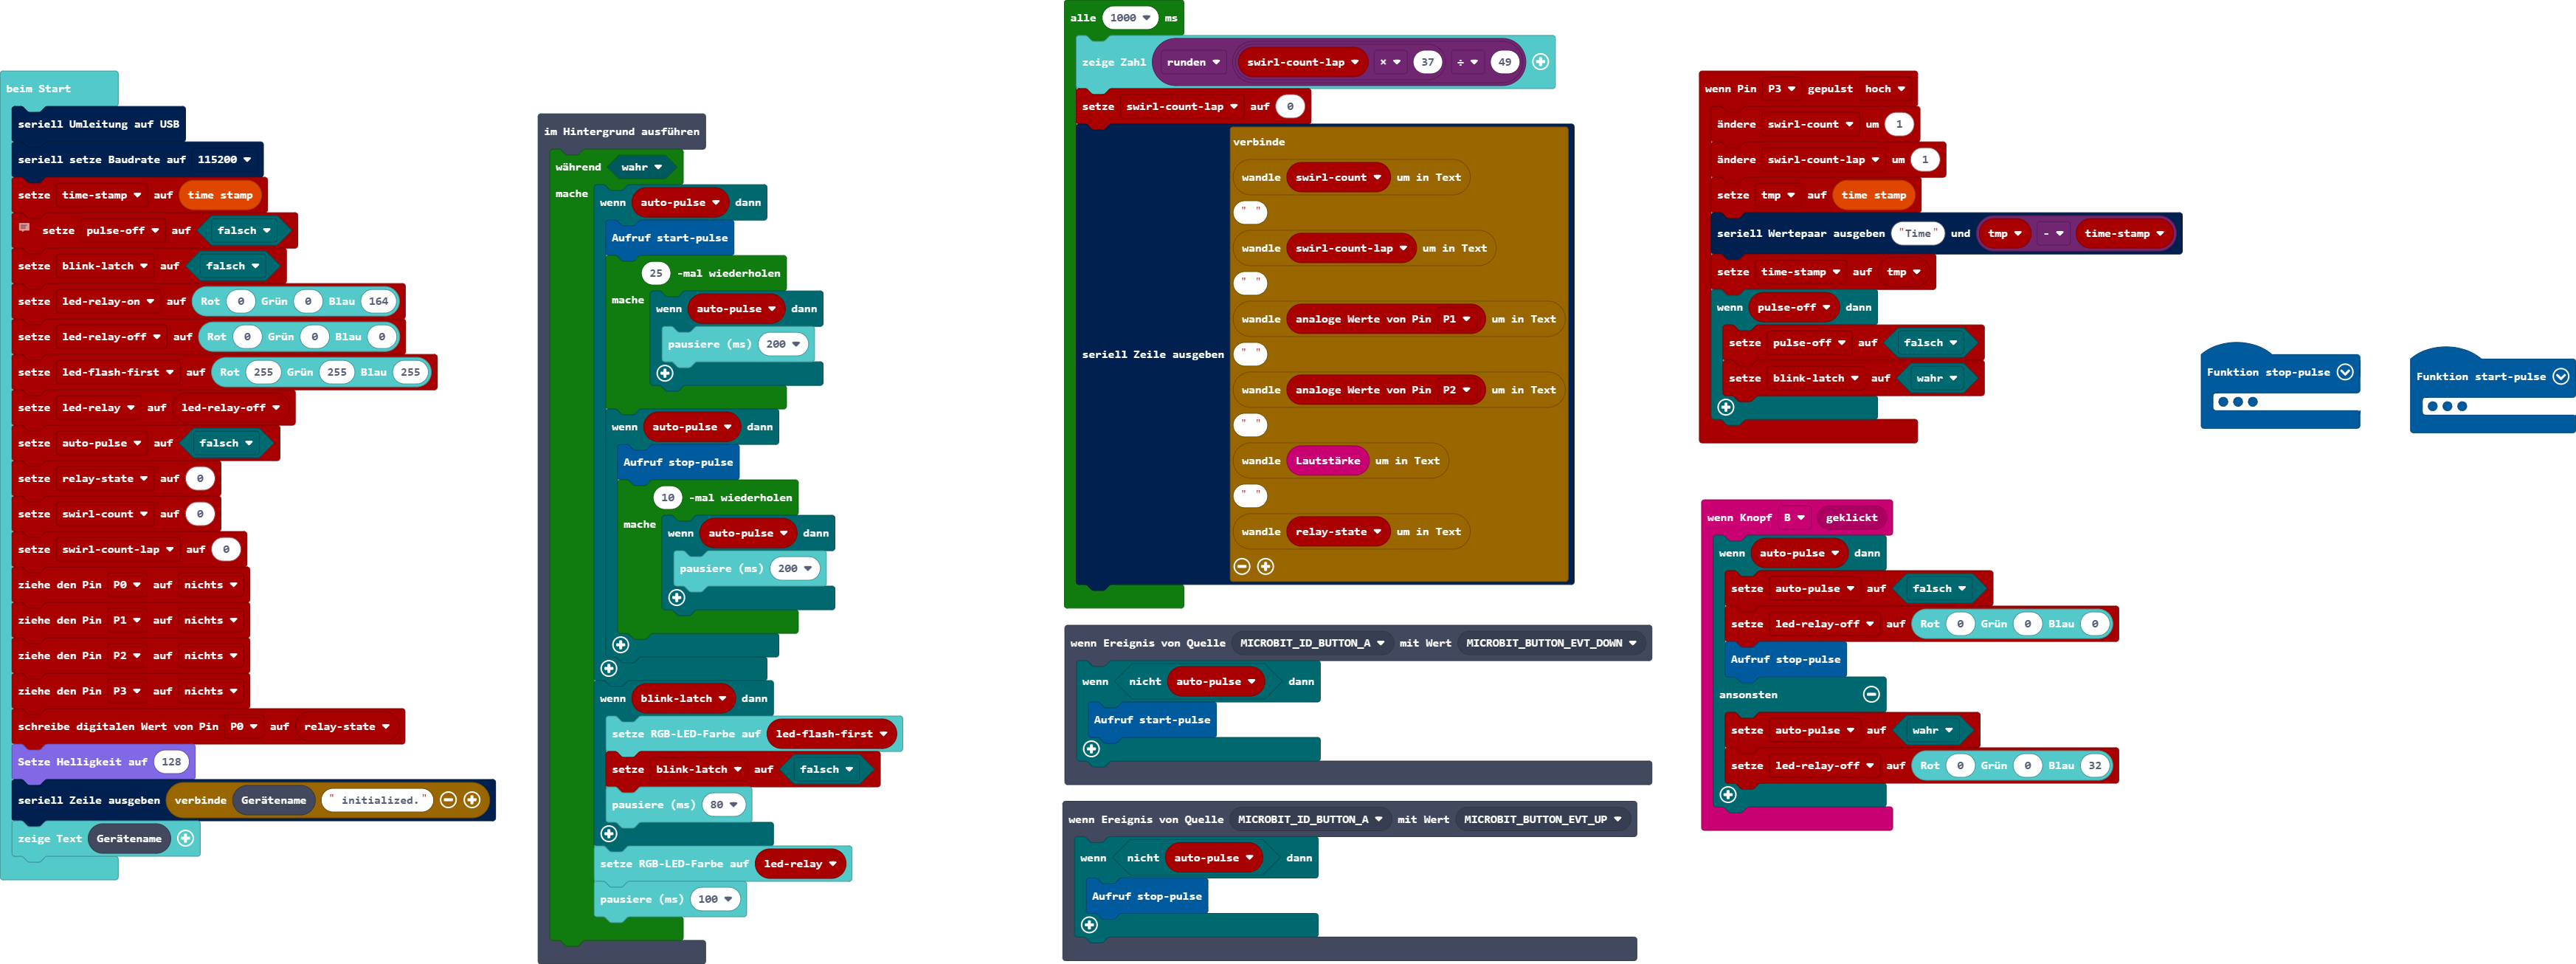 beim Start
seriell Umleitung auf USB
seriell setze Baudrate auf 115200
setze time-stamp auf time stamp
setze pulse-off auf falsch
setze blink-latch auf falsch
setze led-relay-on auf Rot 0 Grün 0 Blau 164
setze led-relay-off auf Rot 0 Grün 0 Blau 0
setze led-flash-first auf Rot 255 Grün 255 Blau 255
setze led-relay auf led-relay-off
setze auto-pulse auf falsch
setze relay-state auf 0
setze swirl-count auf 0
setze swirl-count-lap auf 0
ziehe den Pin P0 auf nichts
ziehe den Pin P1 auf nichts
ziehe den Pin P2 auf nichts
ziehe den Pin P3 auf nichts
schreibe digitalen Wert von Pin P0 auf relay-state
Setze Helligkeit auf 128
seriell Zeile ausgeben verbinde Gerätename " initialized."
zeige Text Gerätename
im Hintergrund ausführen
während wahr
mache
wenn auto-pulse dann
Aufruf start-pulse
25 -mal wiederholen
mache
wenn auto-pulse dann
pausiere (ms) 200
wenn auto-pulse dann
Aufruf stop-pulse
10 -mal wiederholen
mache
wenn auto-pulse dann
pausiere (ms) 200
wenn blink-latch dann
setze RGB-LED-Farbe auf led-flash-first
setze blink-latch auf falsch
pausiere (ms) 80
setze RGB-LED-Farbe auf led-relay
pausiere (ms) 100
alle 1000 ms
zeige Zahl runden swirl-count-lap × 37 ÷ 49
setze swirl-count-lap auf 0
seriell Zeile ausgeben
verbinde
wandle swirl-count um in Text
" "
wandle swirl-count-lap um in Text
" "
wandle analoge Werte von Pin P1 um in Text
" "
wandle analoge Werte von Pin P2 um in Text
" "
wandle Lautstärke um in Text
" "
wandle relay-state um in Text
wenn Ereignis von Quelle MICROBIT_ID_BUTTON_A mit Wert MICROBIT_BUTTON_EVT_DOWN
wenn nicht auto-pulse dann
Aufruf start-pulse
wenn Ereignis von Quelle MICROBIT_ID_BUTTON_A mit Wert MICROBIT_BUTTON_EVT_UP
wenn nicht auto-pulse dann
Aufruf stop-pulse
wenn Pin P3 gepulst hoch
ändere swirl-count um 1
ändere swirl-count-lap um 1
setze tmp auf time stamp
seriell Wertepaar ausgeben "Time" und tmp - time-stamp
setze time-stamp auf tmp
wenn pulse-off dann
setze pulse-off auf falsch
setze blink-latch auf wahr
wenn Knopf B geklickt
wenn auto-pulse dann
setze auto-pulse auf falsch
setze led-relay-off auf Rot 0 Grün 0 Blau 0
Aufruf stop-pulse
ansonsten
setze auto-pulse auf wahr
setze led-relay-off auf Rot 0 Grün 0 Blau 32
Funktion stop-pulse
Funktion start-pulse